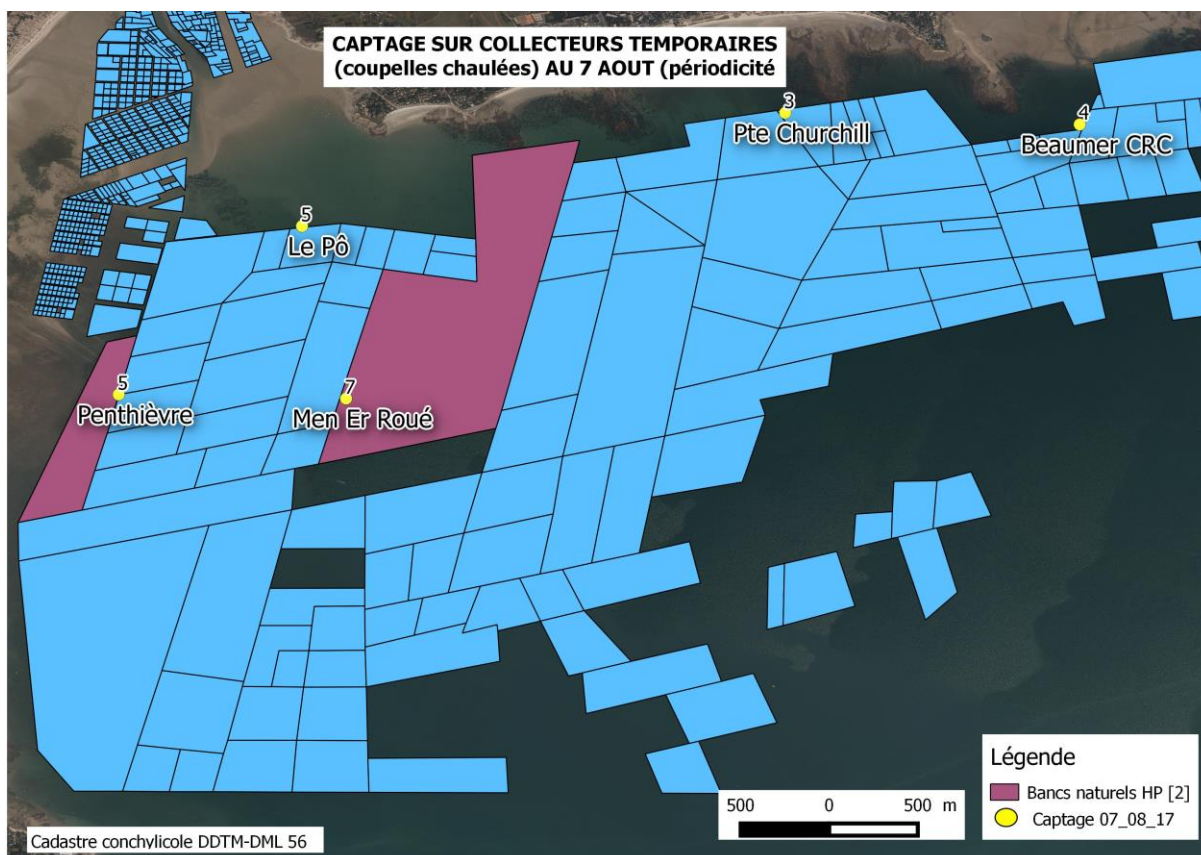 CAPTAGE SUR COLLECTEURS TEMPORAIRES
(coupelles chaulées) AU 7 AOUT (périodicité
3
Pte Churchill
4
Beaumer CRC
5
Le Pô
5
Penthièvre
7
Men Er Roué
Légende
Bancs naturels HP [2]
Captage 07_08_17
500 0 500 m
Cadastre conchylicole DDTM-DML 56